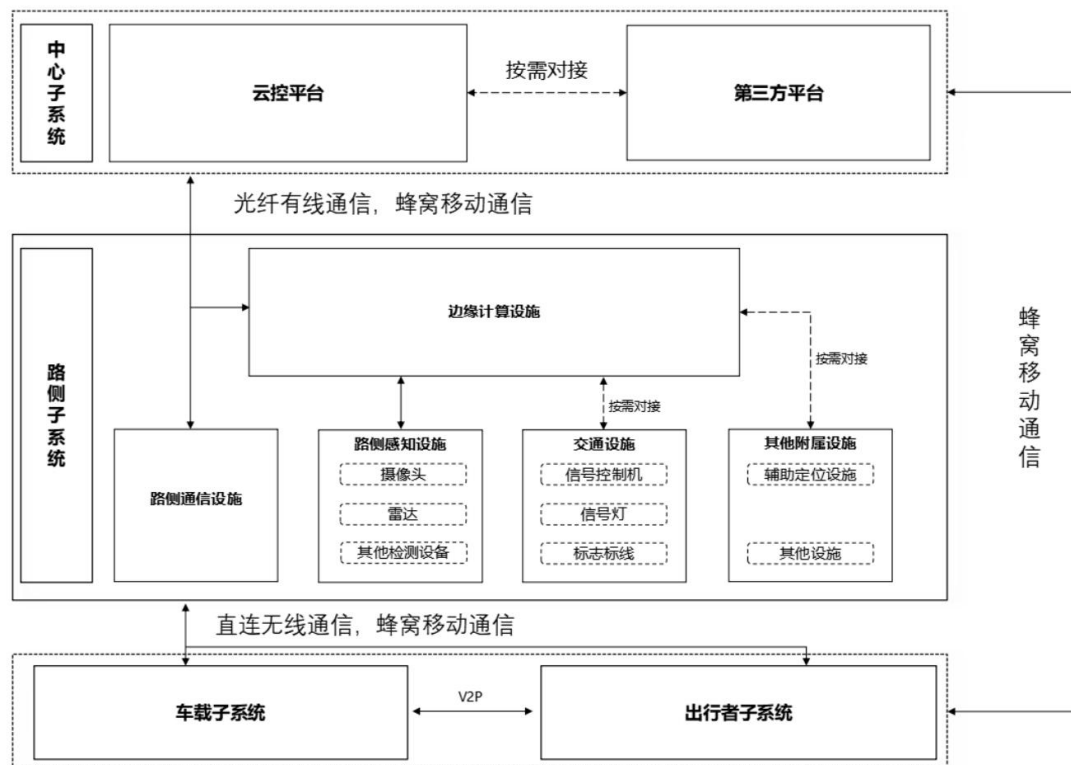 中心子系统
云控平台
按需对接
第三方平台
光纤有线通信，蜂窝移动通信
路侧子系统
边缘计算设施
按需对接
按需对接
路侧通信设施
路侧感知设施
摄像头
雷达
其他检测设备
交通设施
信号控制机
信号灯
标志标线
其他附属设施
辅助定位设施
其他设施
蜂窝移动通信
直连无线通信，蜂窝移动通信
车载子系统
V2P
出行者子系统